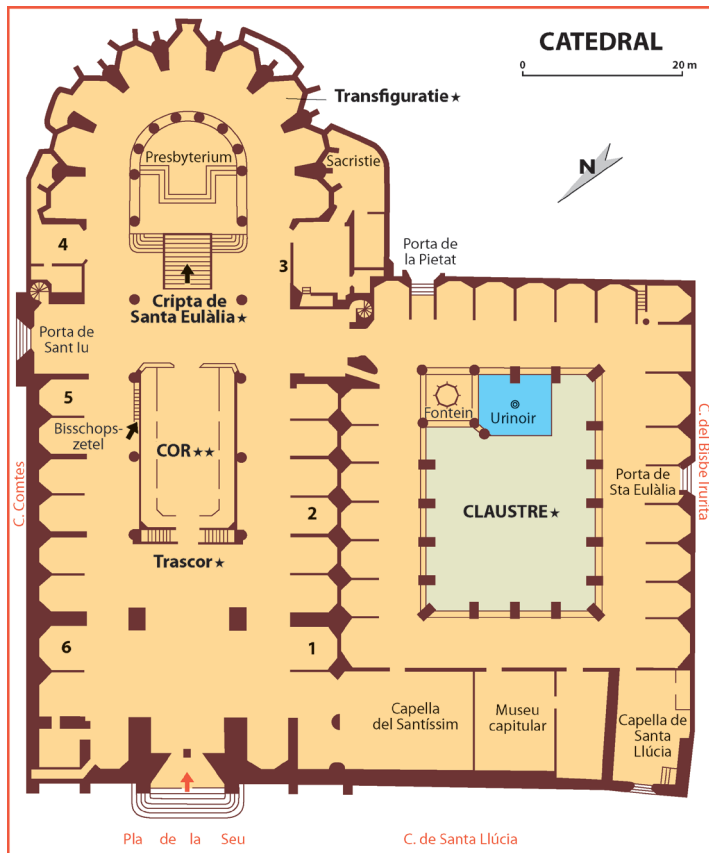 CATEDRAL
0 20 m
Transfiguratie★
Presbyterium
Sacristie
N
4
3
Porta de
la Pietat
Cripta de
Santa Eulàlia★
Porta de
Sant Iu
5
Bisschops-
zetel
COR★★
Fontein
Urinoir
C. Comtes
C. del Bisbe Irurita
Porta de
Sta Eulàlia
2
CLAUSTRE★
Trascor★
6
1
Capella
del Santíssim
Museu
capitular
Capella de
Santa
Llúcia
Pla de la Seu
C. de Santa Llúcia